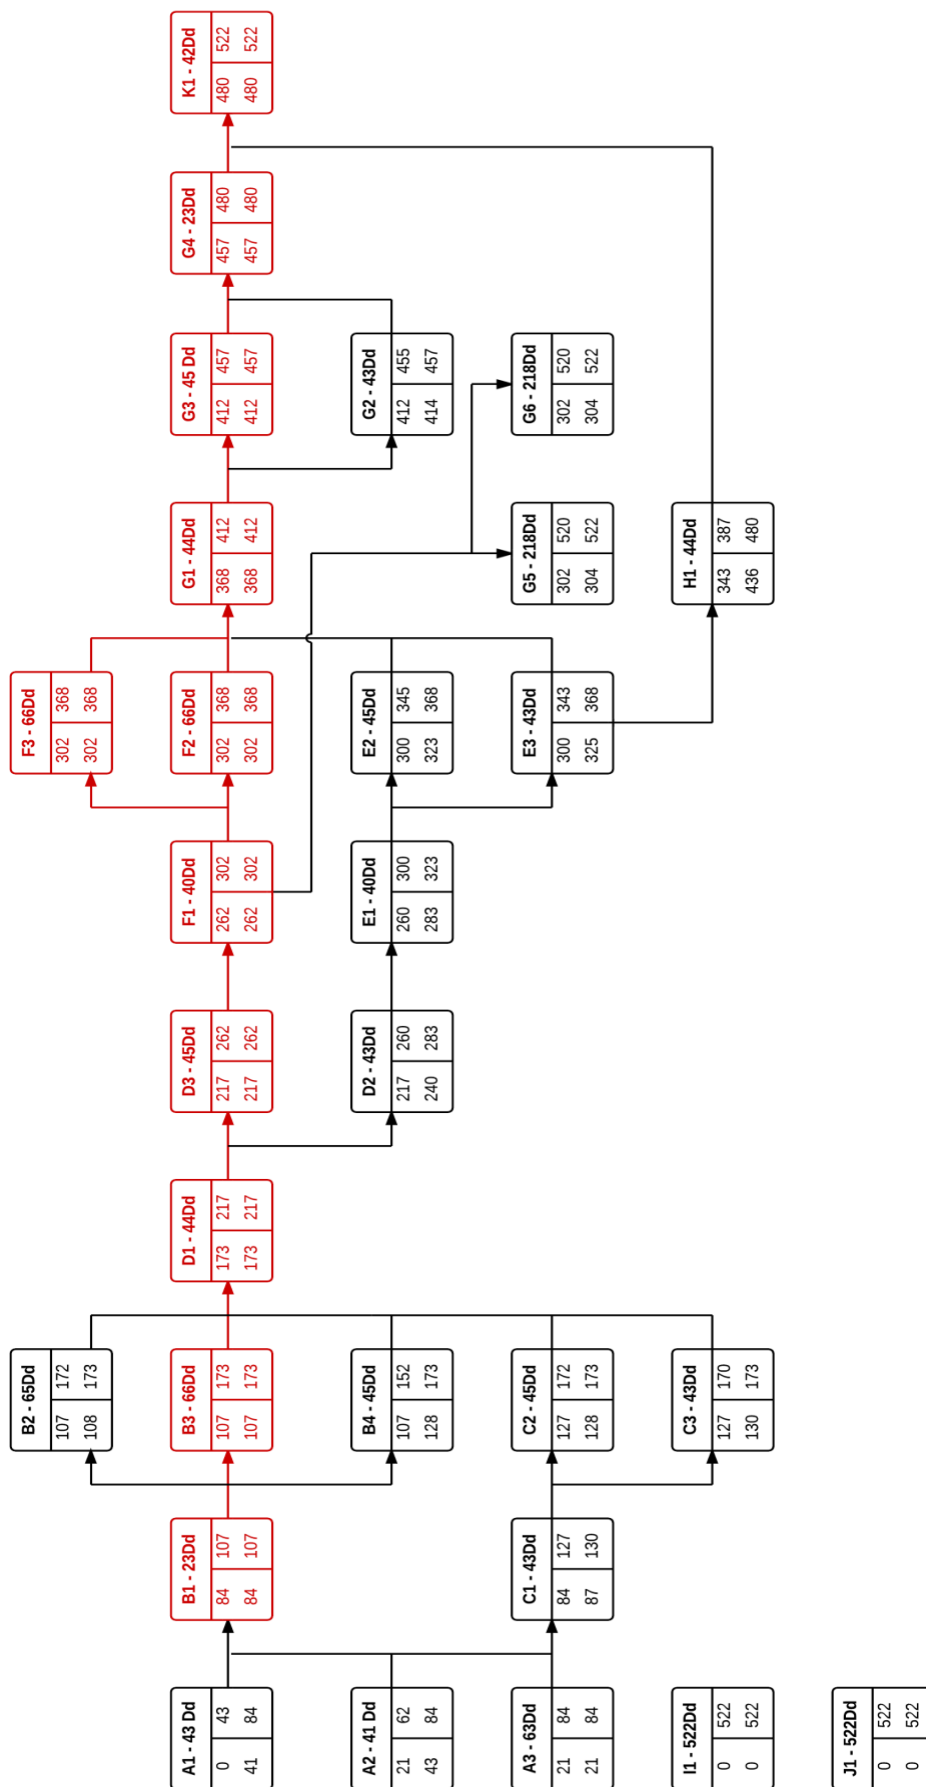 K1 - 42Dd
480 522
480 522
G4 - 23Dd
457 480
457 480
G3 - 45 Dd
412 457
412 457
G2 - 43Dd
412 455
414 457
G6 - 218Dd
302 520
304 522
G1 - 44Dd
368 412
368 412
G5 - 218Dd
302 520
304 522
H1 - 44Dd
343 387
436 480
F3 - 66Dd
302 368
302 368
F2 - 66Dd
302 368
302 368
E2 - 45Dd
300 345
323 368
E3 - 43Dd
300 343
325 368
F1 - 40Dd
262 302
262 302
E1 - 40Dd
260 300
283 323
D3 - 45Dd
217 262
217 262
D2 - 43Dd
217 260
240 283
D1 - 44Dd
173 217
173 217
B2 - 65Dd
107 172
108 173
B3 - 66Dd
107 173
107 173
B4 - 45Dd
107 152
128 173
C2 - 45Dd
127 172
128 173
C3 - 43Dd
127 170
130 173
B1 - 23Dd
84 107
84 107
C1 - 43Dd
84 127
87 130
A1 - 43 Dd
0 43
41 84
A2 - 41 Dd
21 62
43 84
A3 - 63Dd
21 84
21 84
I1 - 522Dd
0 522
0 522
J1 - 522Dd
0 522
0 522